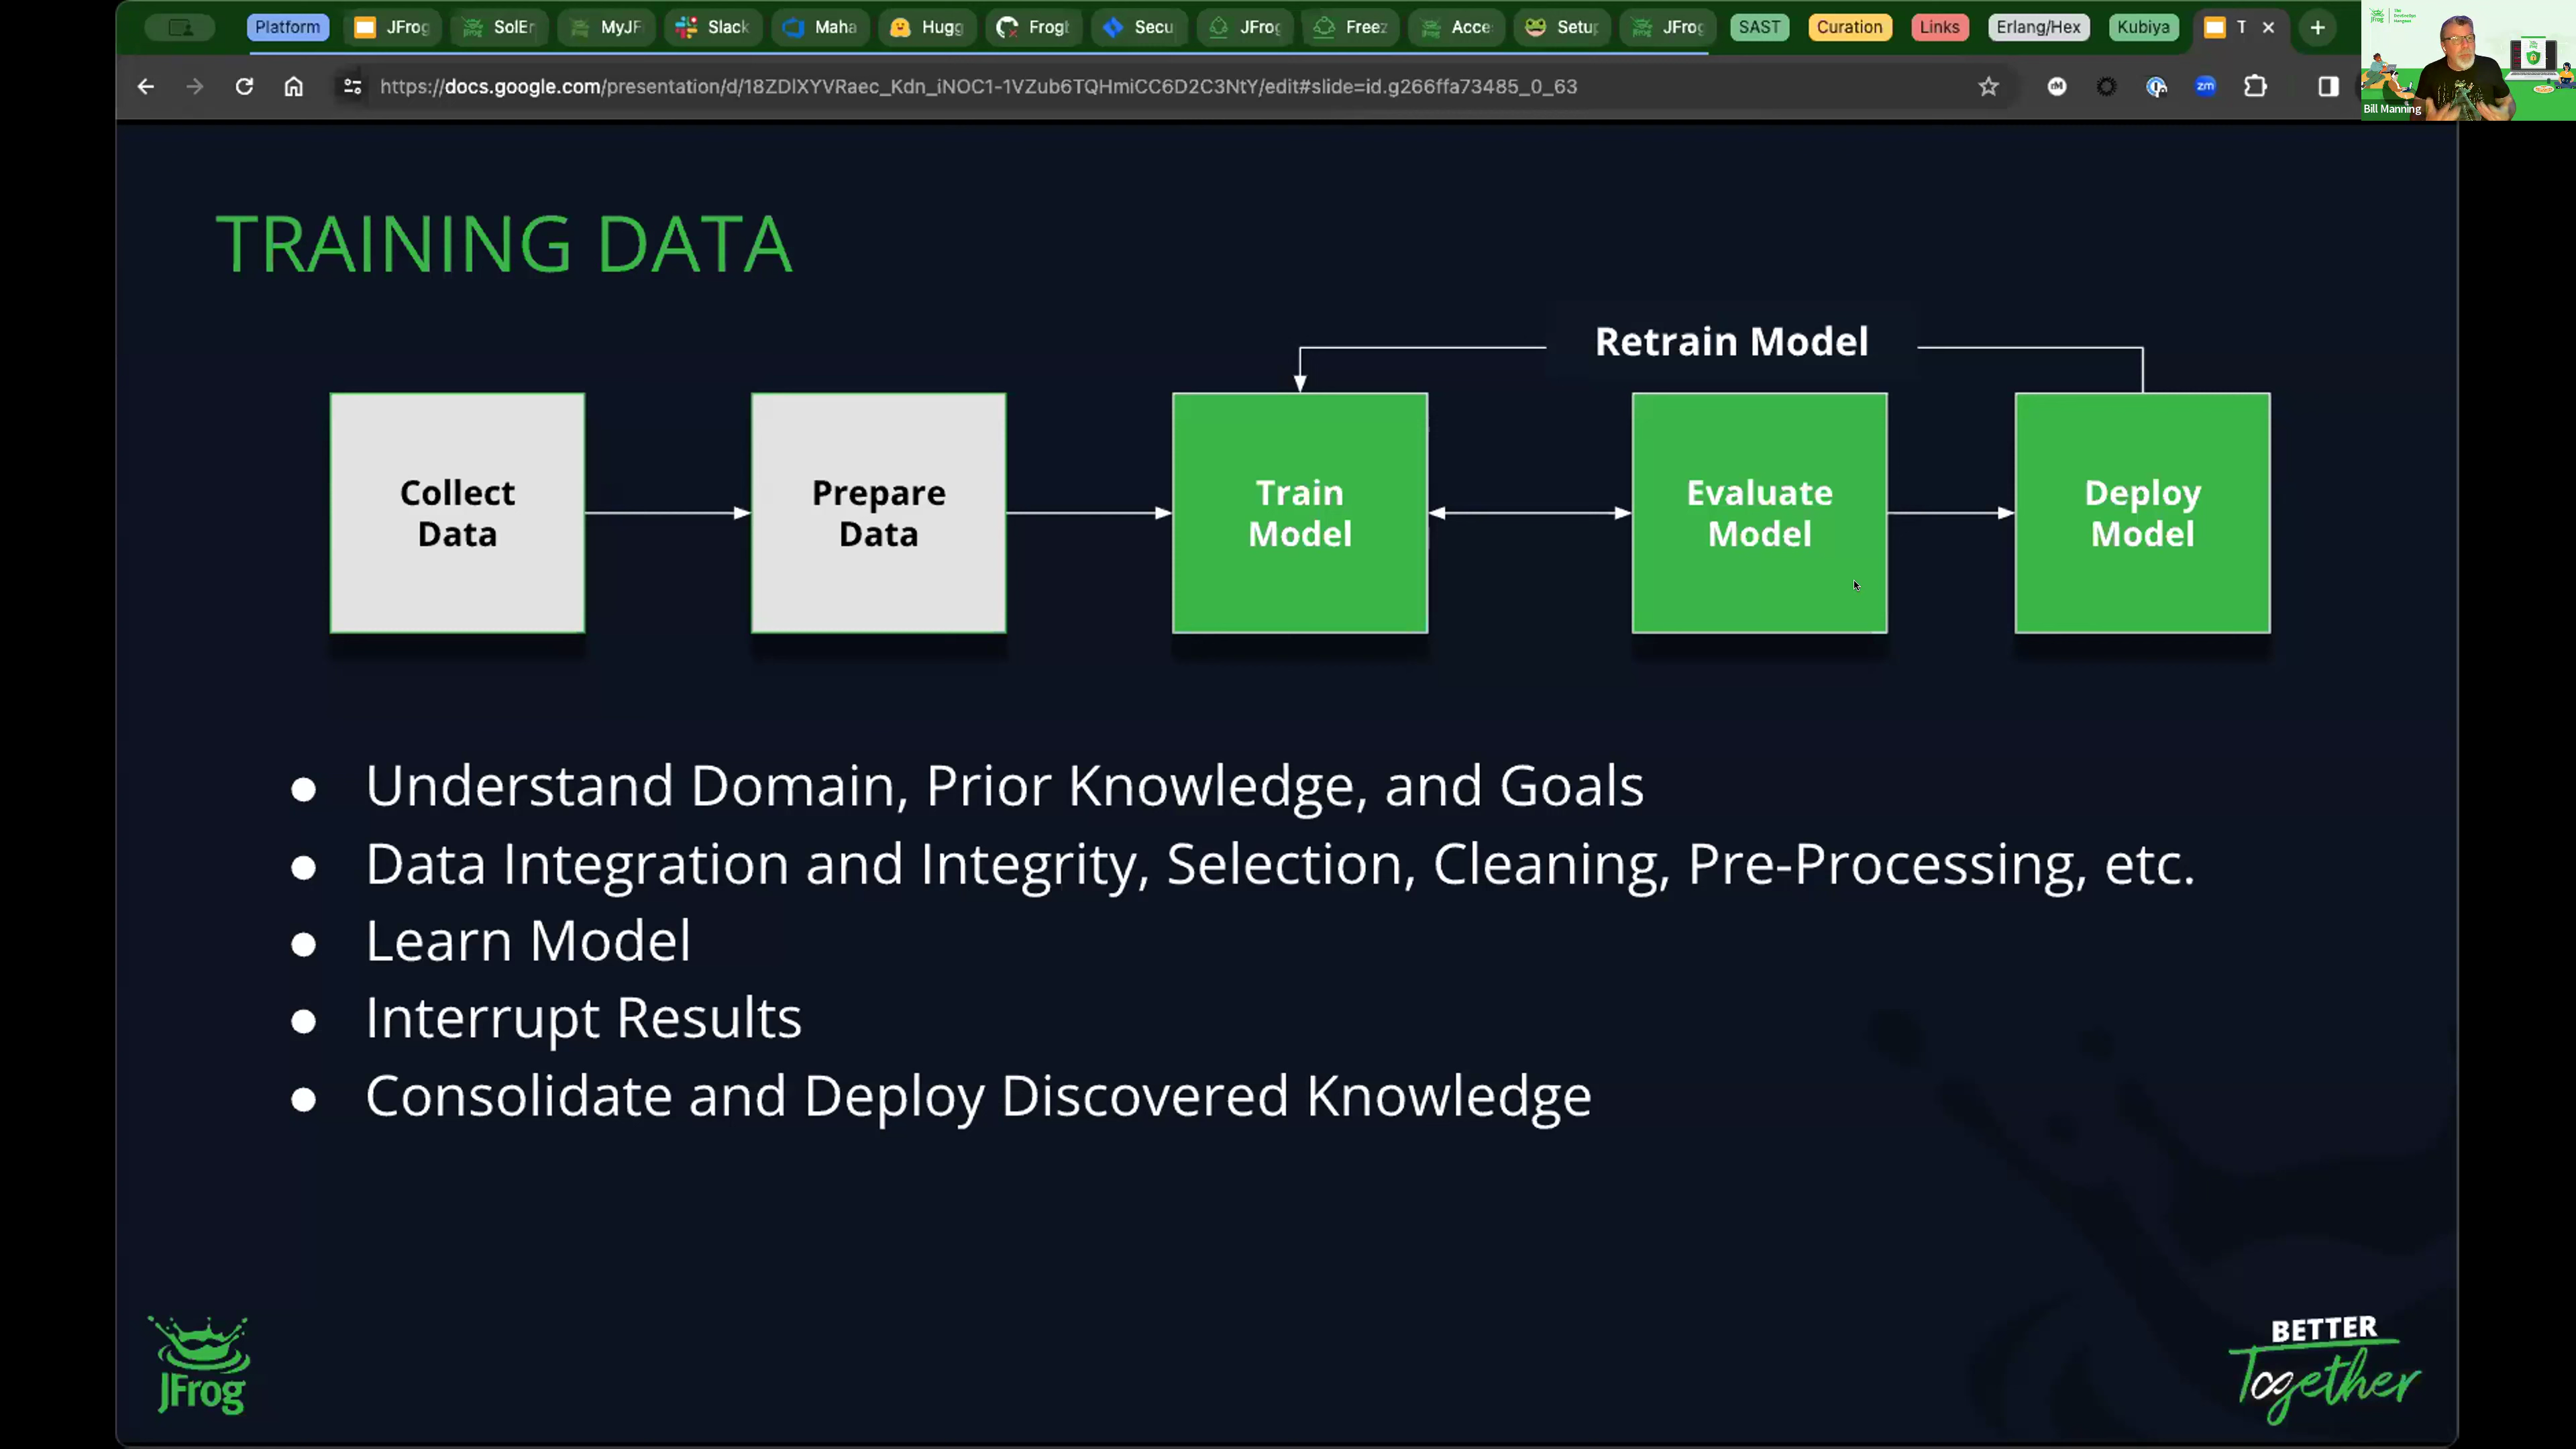 Platform JFrog SolEr MyJF Slack Maha Hugg Frogb Secu JFrog Freez Acce Setup JFrog SAST Curation Links Erlang/Hex Kubiya T
https://docs.google.com/presentation/d/18ZDlXYVRaec_Kdn_iNOC1-1VZub6TQHmiCC6D2C3NtY/edit#slide=id.g266ffa73485_0_63
zm
Bill Manning
TRAINING DATA
Retrain Model
Collect
Data
Prepare
Data
Train
Model
Evaluate
Model
Deploy
Model
● Understand Domain, Prior Knowledge, and Goals
● Data Integration and Integrity, Selection, Cleaning, Pre-Processing, etc.
● Learn Model
● Interrupt Results
● Consolidate and Deploy Discovered Knowledge
JFrog
BETTER
Together